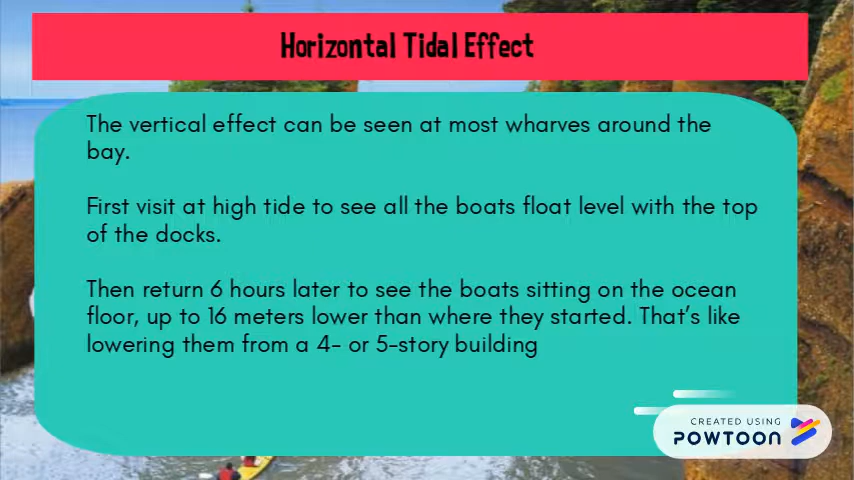 Horizontal Tidal Effect
The vertical effect can be seen at most wharves around the
bay.
First visit at high tide to see all the boats float level with the top
of the docks.
Then return 6 hours later to see the boats sitting on the ocean
floor, up to 16 meters lower than where they started. That's like
lowering them from a 4- or 5-story building
CREATED USING
POWTOON